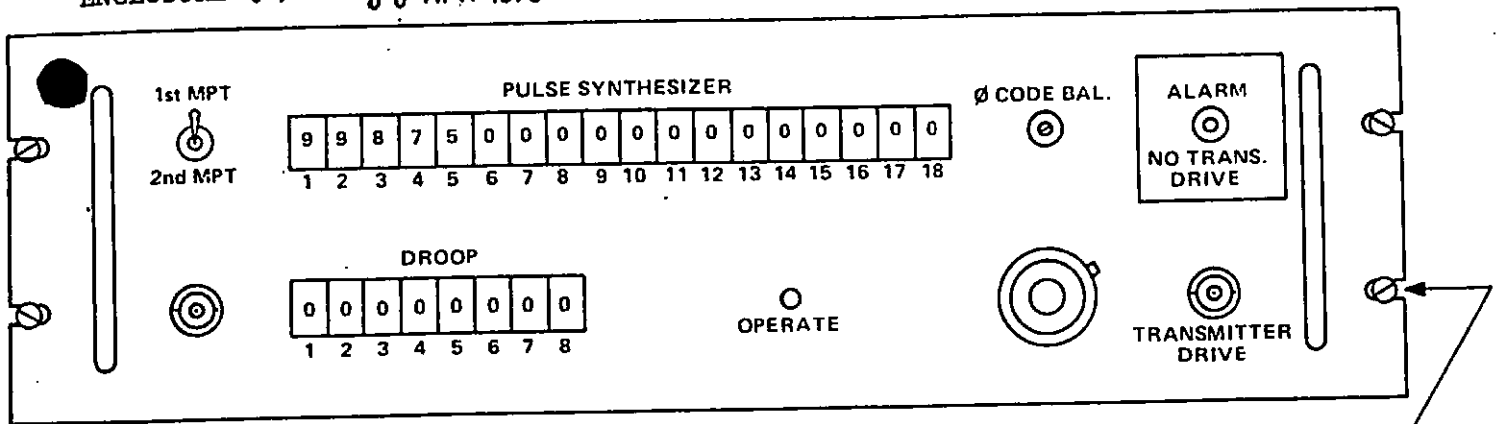 1st MPT
2nd MPT
PULSE SYNTHESIZER
9 9 8 7 5 0 0 0 0 0 0 0 0 0 0 0 0 0
1 2 3 4 5 6 7 8 9 10 11 12 13 14 15 16 17 18
Ø CODE BAL.
ALARM
NO TRANS.
DRIVE
DROOP
0 0 0 0 0 0 0 0
1 2 3 4 5 6 7 8
OPERATE
TRANSMITTER
DRIVE